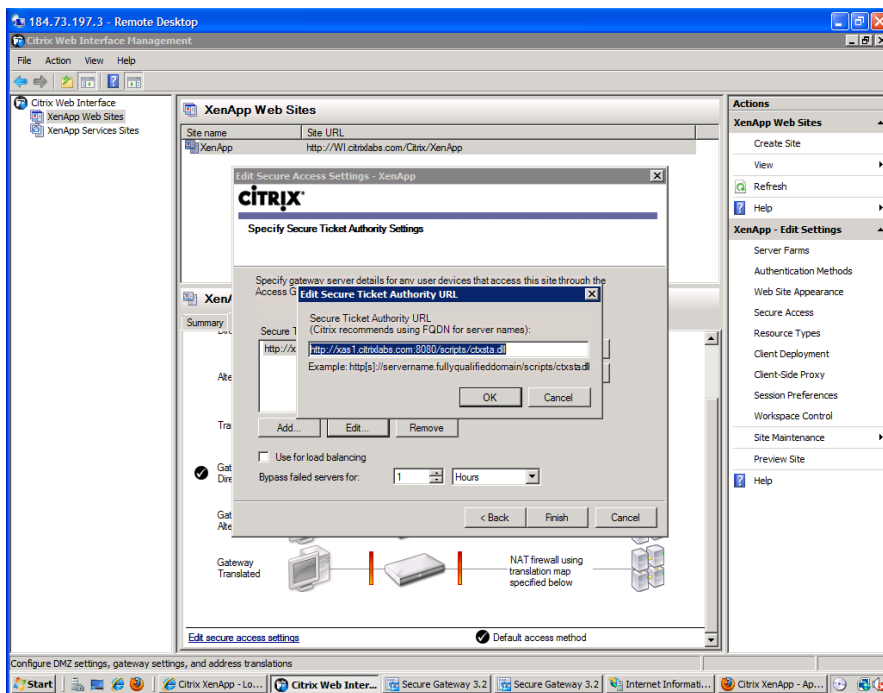 184.73.197.3 - Remote Desktop
Citrix Web Interface Management
File Action View Help
Citrix Web Interface
XenApp Web Sites
XenApp Services Sites
XenApp Web Sites
Site name Site URL
XenApp http://WI.citrixlabs.com/Citrix/XenApp
Edit Secure Access Settings - XenApp
CITRIX
Specify Secure Ticket Authority Settings
Specify gateway server details for any user devices that access this site through the
Access G
XenA
Summary
Secure T
http://x
Edit Secure Ticket Authority URL
Secure Ticket Authority URL
(Citrix recommends using FQDN for server names):
http://xas1.citrixlabs.com:8080/scripts/ctxsta.dll
Example: http[s]://servername.fullyqualifieddomain/scripts/ctxsta.dll
OK Cancel
Alte
Tra
Add... Edit... Remove
Use for load balancing
Bypass failed servers for: 1 Hours
Gat
Dire
< Back Finish Cancel
Gat
Alte
Gateway
Translated
NAT firewall using
translation map
specified below
Edit secure access settings
Default access method
Actions
XenApp Web Sites
Create Site
View
Refresh
Help
XenApp - Edit Settings
Server Farms
Authentication Methods
Web Site Appearance
Secure Access
Resource Types
Client Deployment
Client-Side Proxy
Session Preferences
Workspace Control
Site Maintenance
Preview Site
Help
Configure DMZ settings, gateway settings, and address translations
Start Citrix XenApp - Lo... Citrix Web Inter... Secure Gateway 3.2 Secure Gateway 3.2 Internet Informati... Citrix XenApp - Ap...